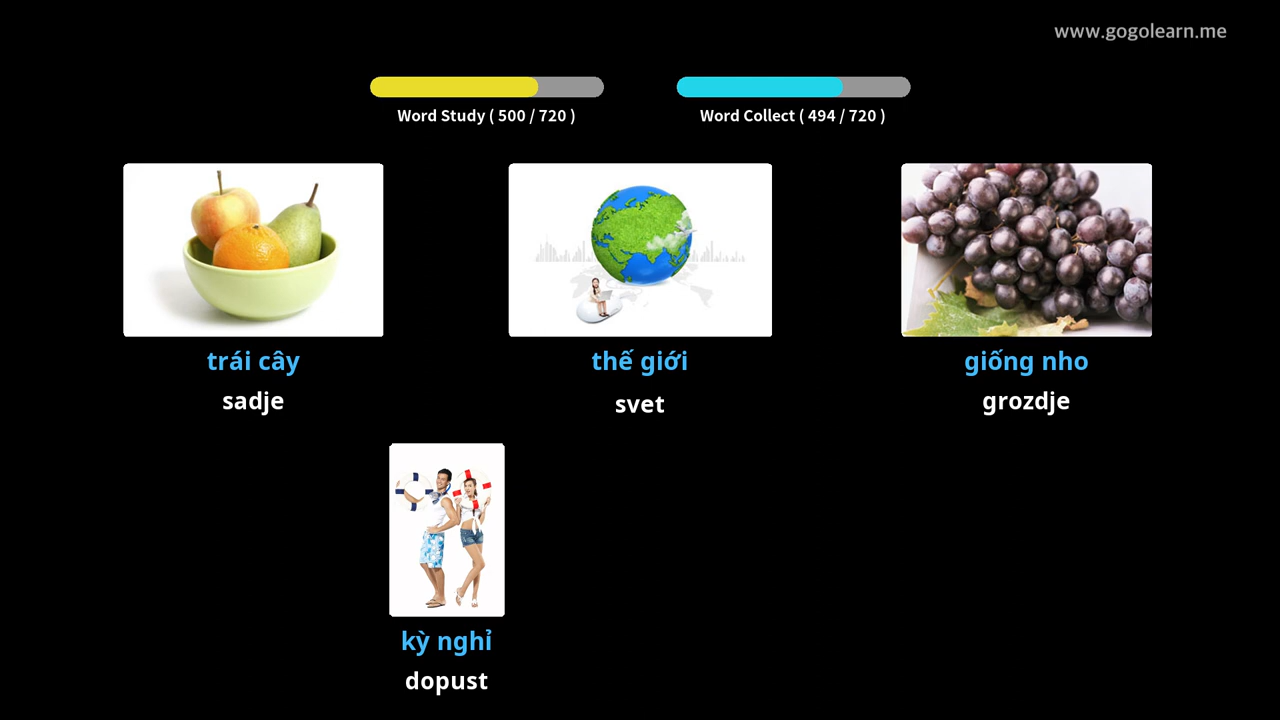 www.gogolearn.me
Word Study ( 500 / 720 )
Word Collect ( 494 / 720 )
trái cây
sadje
thế giới
svet
giống nho
grozdje
kỳ nghỉ
dopust